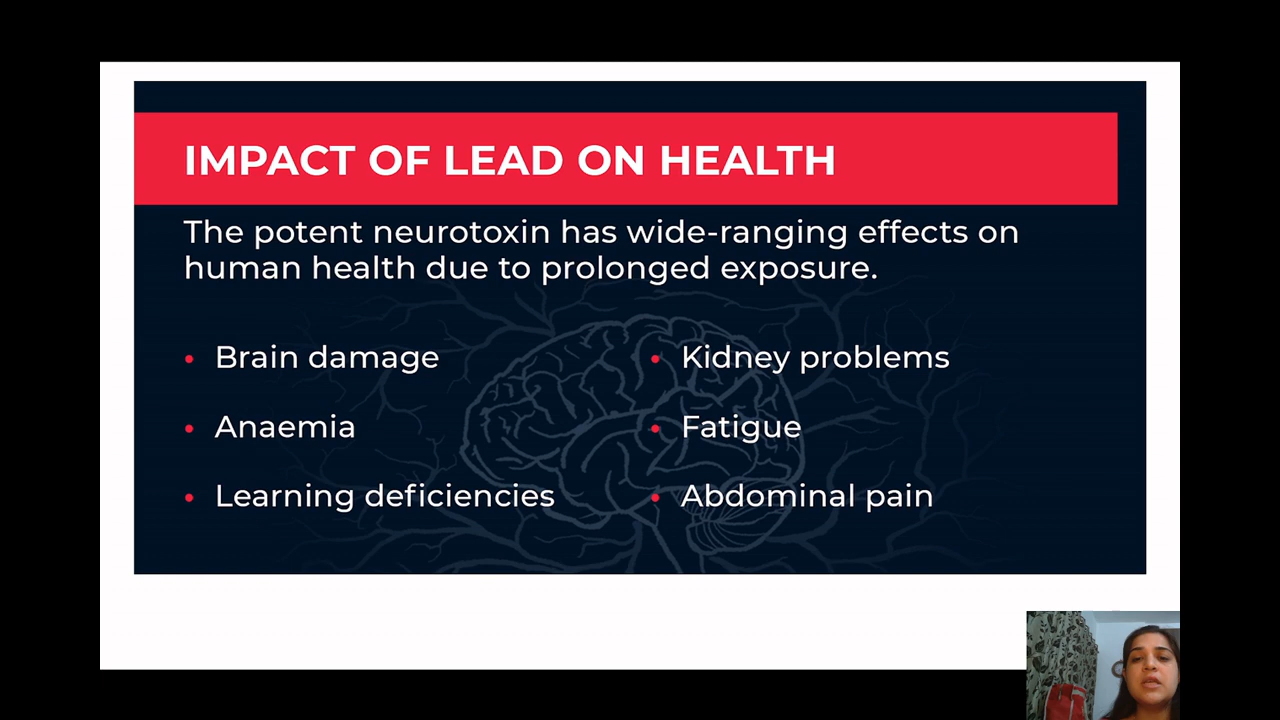 IMPACT OF LEAD ON HEALTH
The potent neurotoxin has wide-ranging effects on
human health due to prolonged exposure.
• Brain damage
• Anaemia
• Learning deficiencies
• Kidney problems
• Fatigue
• Abdominal pain